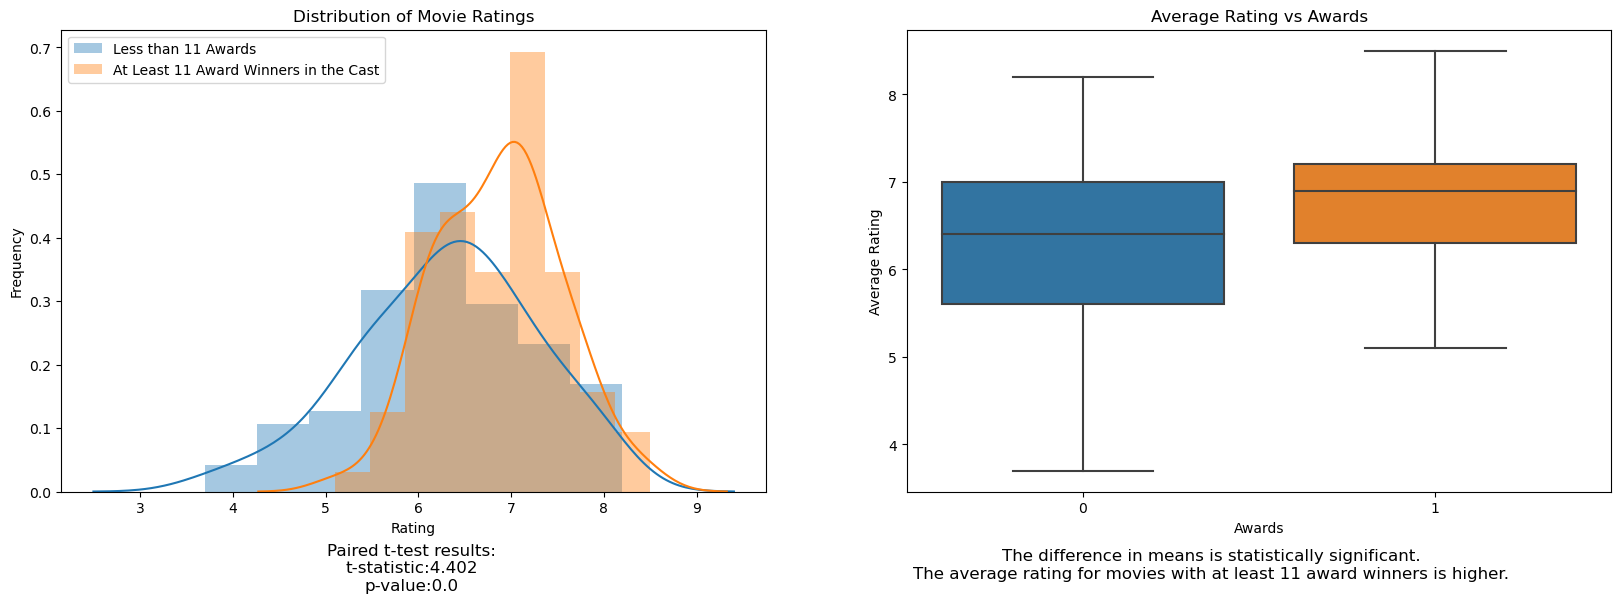 Distribution of Movie Ratings
Less than 11 Awards
At Least 11 Award Winners in the Cast
Frequency
0.7
0.6
0.5
0.4
0.3
0.2
0.1
0.0
3 4 5 6 7 8 9
Rating
Paired t-test results:
t-statistic:4.402
p-value:0.0
Average Rating vs Awards
Average Rating
8
7
6
5
4
0 1
Awards
The difference in means is statistically significant.
The average rating for movies with at least 11 award winners is higher.